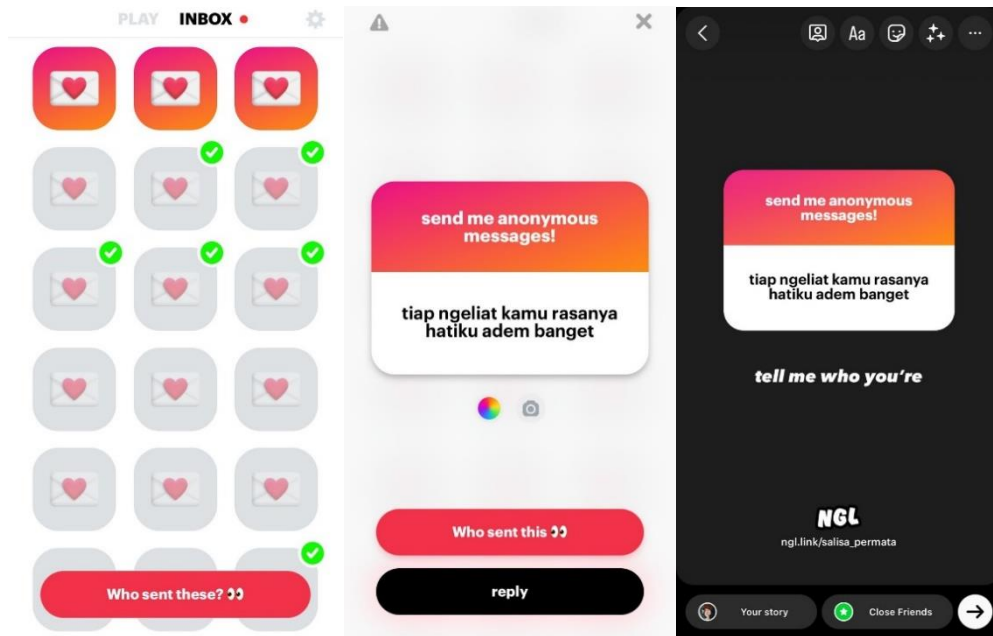 PLAY INBOX
Who sent these? 👀
send me anonymous
messages!
tiap ngeliat kamu rasanya
hatiku adem banget
Who sent this 👀
reply
Aa
send me anonymous
messages!
tiap ngeliat kamu rasanya
hatiku adem banget
tell me who you're
NGL
ngl.link/salisa_permata
Your story Close Friends